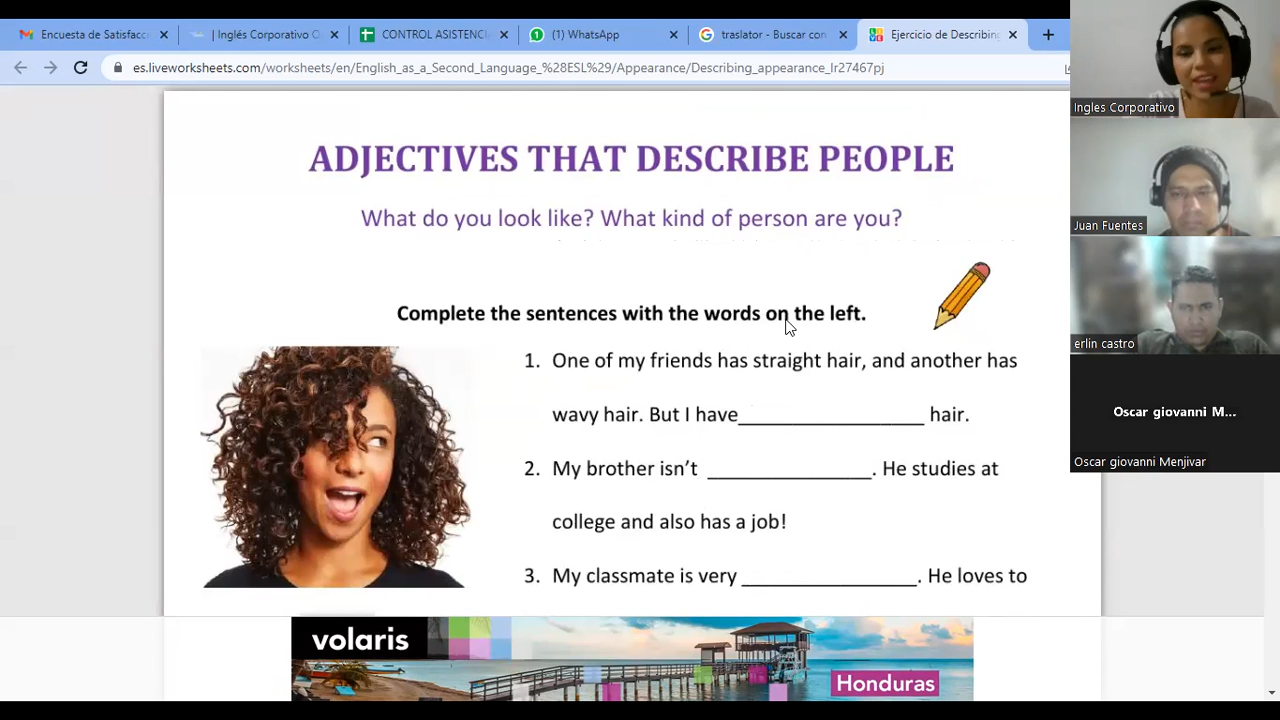 Encuesta de Satisfacc
| Inglés Corporativo O
CONTROL ASISTENCI
(1) WhatsApp
traslator - Buscar con
Ejercicio de Describing
es.liveworksheets.com/worksheets/en/English_as_a_Second_Language_%28ESL%29/Appearance/Describing_appearance_lr27467pj
ADJECTIVES THAT DESCRIBE PEOPLE
What do you look like? What kind of person are you?
Complete the sentences with the words on the left.
1. One of my friends has straight hair, and another has
wavy hair. But I have__________________ hair.
2. My brother isn’t ________________. He studies at
college and also has a job!
3. My classmate is very _________________. He loves to
volaris
Honduras
Ingles Corporativo
Juan Fuentes
erlin castro
Oscar giovanni M...
Oscar giovanni Menjivar